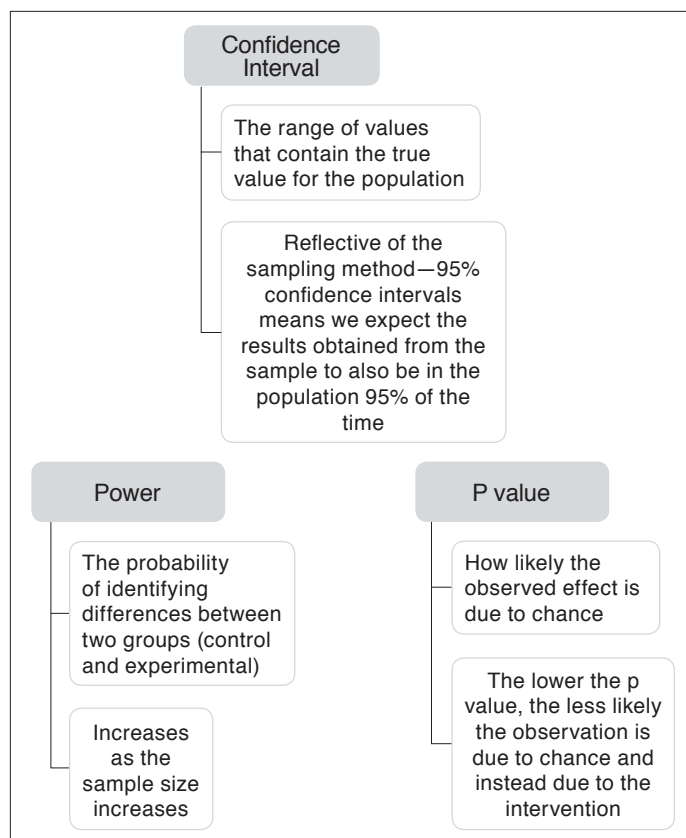 Confidence
Interval
The range of values
that contain the true
value for the population
Reflective of the
sampling method—95%
confidence intervals
means we expect the
results obtained from the
sample to also be in the
population 95% of the
time
Power
The probability
of identifying
differences between
two groups (control
and experimental)
Increases
as the
sample size
increases
P value
How likely the
observed effect is
due to chance
The lower the p
value, the less likely
the observation is
due to chance and
instead due to the
intervention